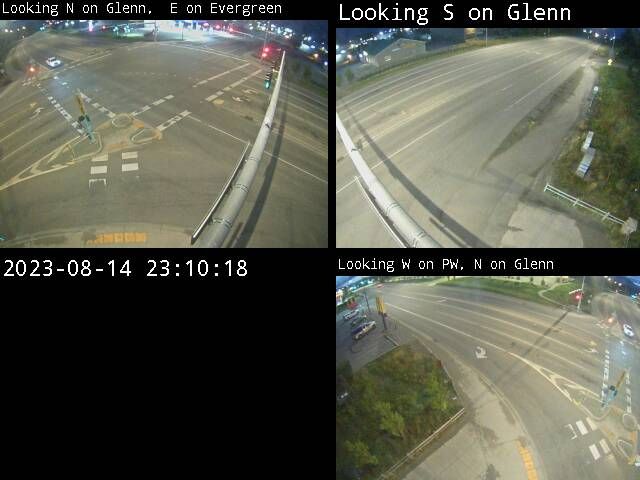 Looking N on Glenn, E on Evergreen
Looking S on Glenn
2023-08-14 23:10:18
Looking W on PW, N on Glenn